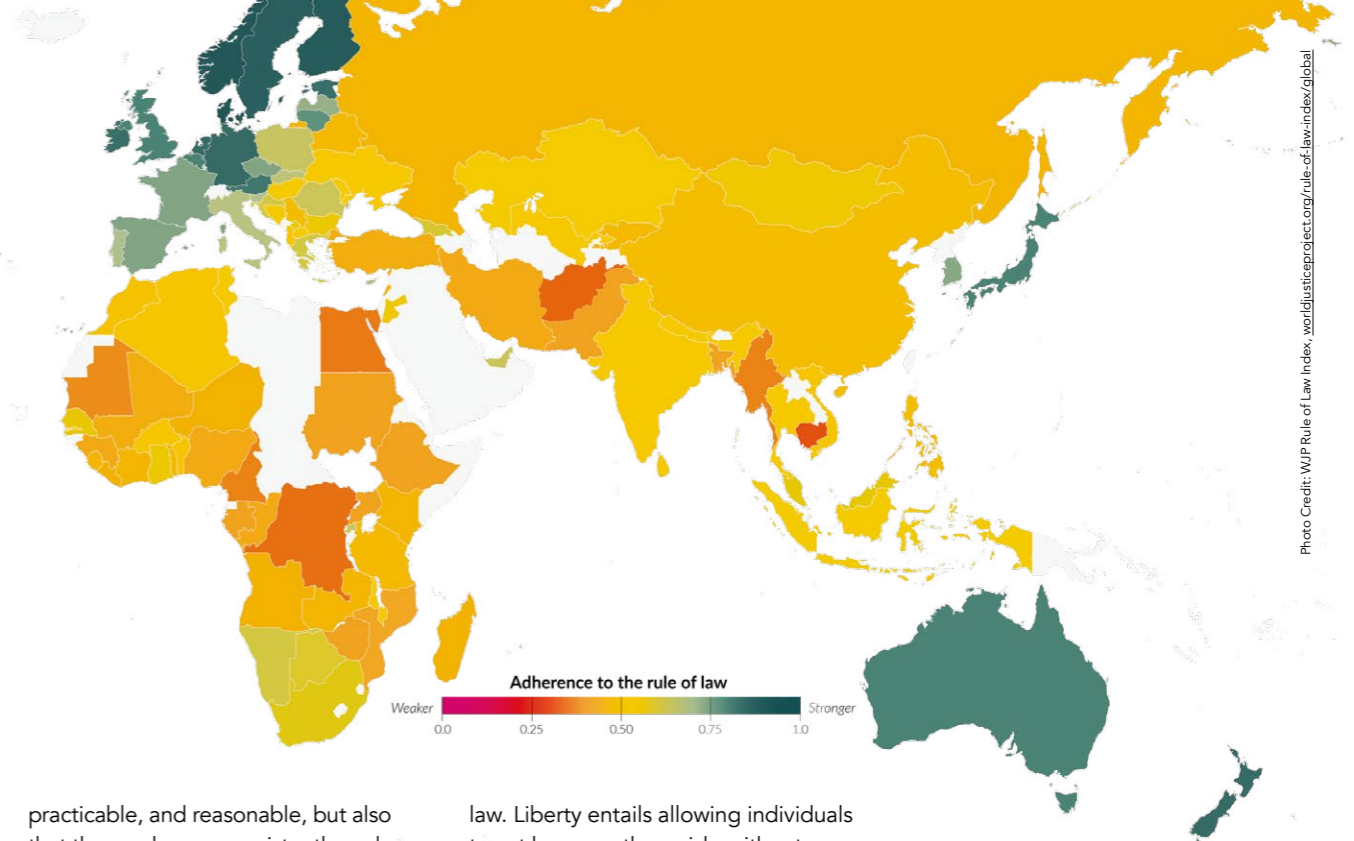 Photo Credit: WJP Rule of Law Index, worldjusticeproject.org/rule-of-law-index/global
Adherence to the rule of law
Weaker
Stronger
0.0 0.25 0.50 0.75 1.0
practicable, and reasonable, but also
law. Liberty entails allowing individuals